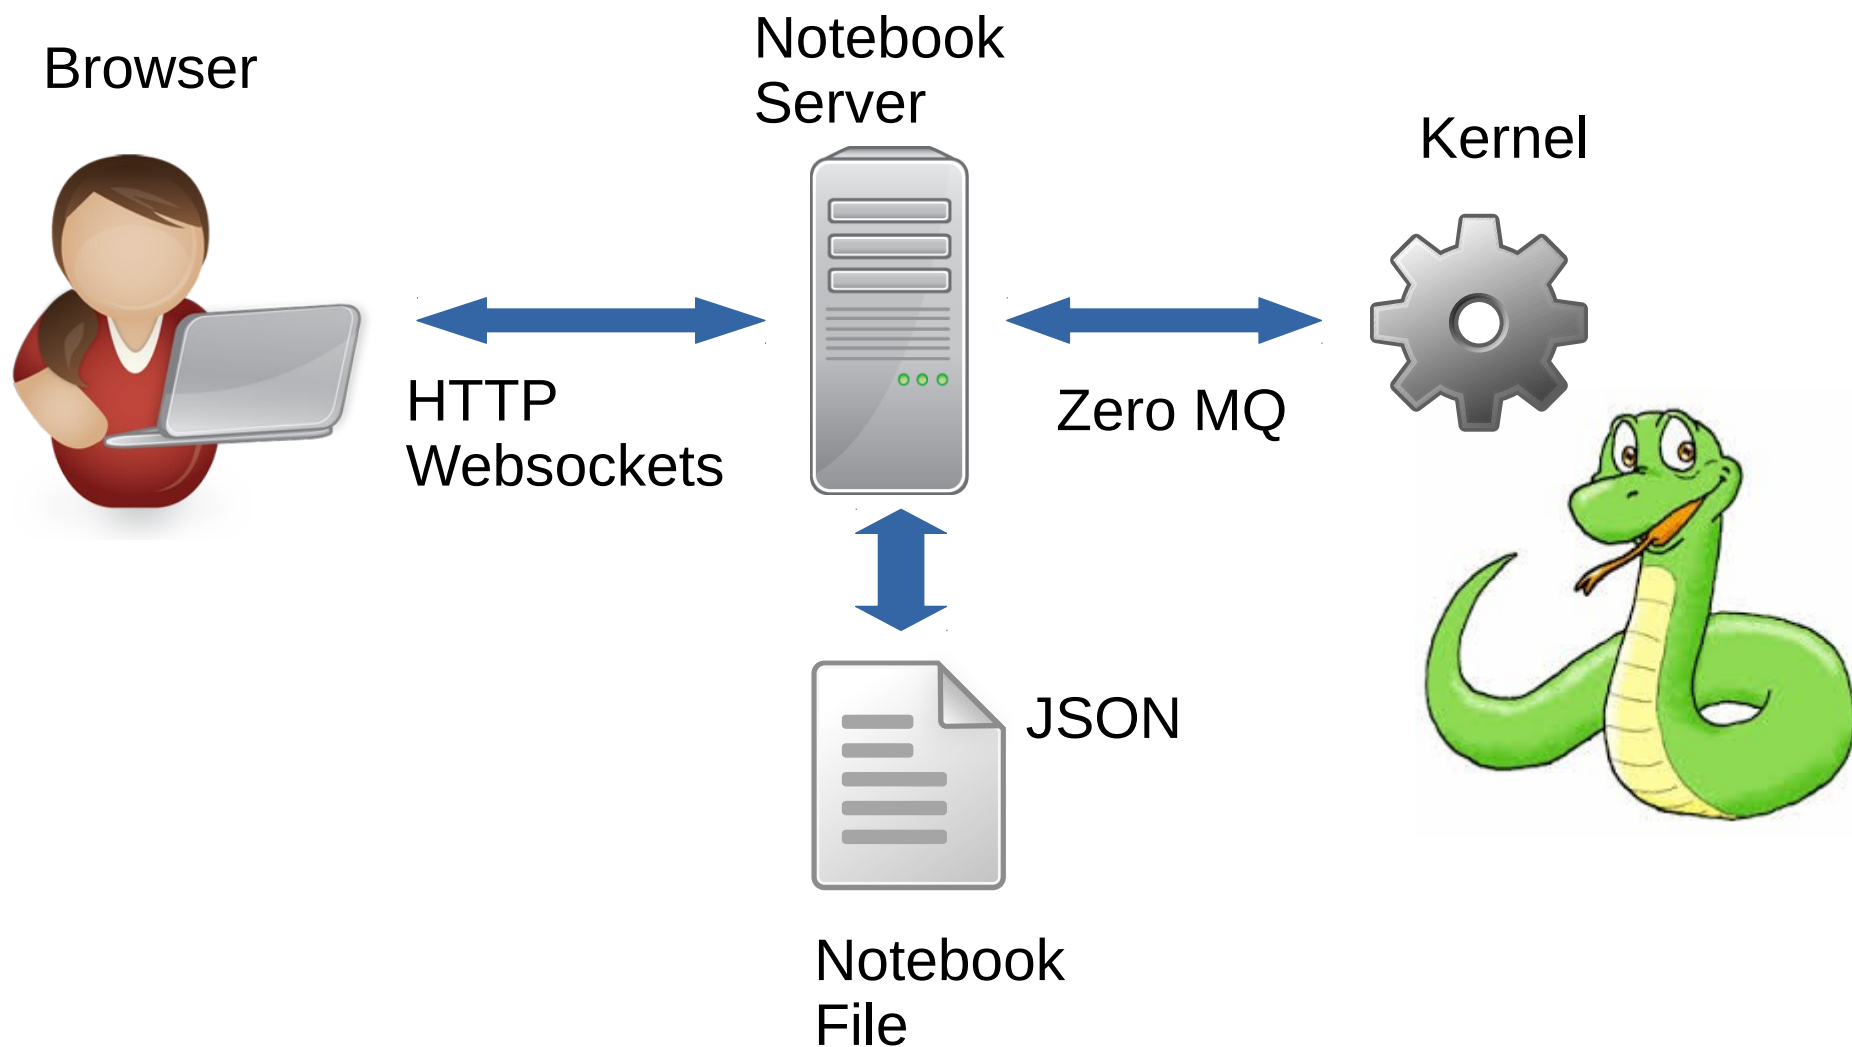 Browser
Notebook
Server
Kernel
HTTP
Websockets
Zero MQ
JSON
Notebook
File